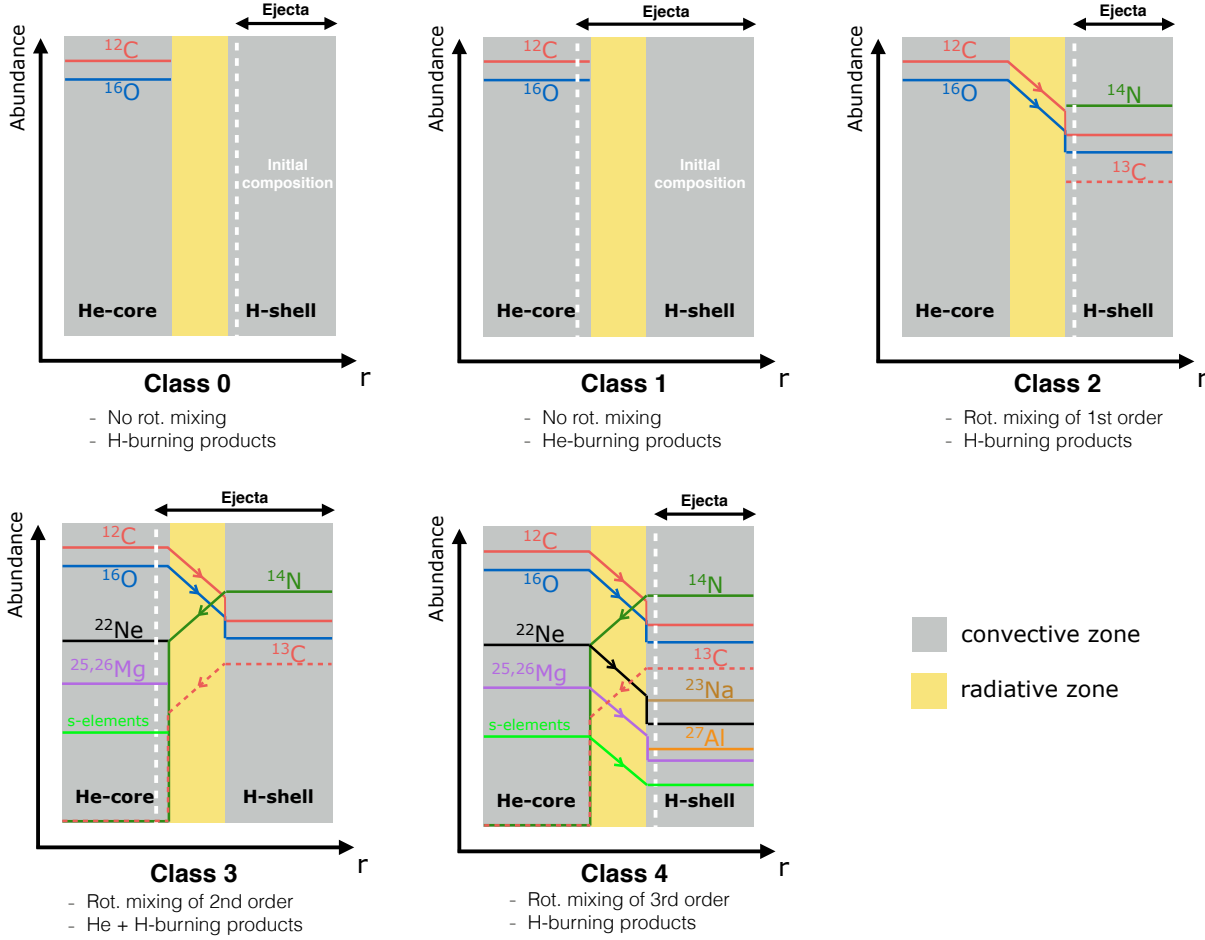 Ejecta
Abundance
¹²C
¹⁶O
Initlal
composition
He-core
H-shell
r
Class 0
- No rot. mixing
- H-burning products
Ejecta
Abundance
¹²C
¹⁶O
Initlal
composition
He-core
H-shell
r
Class 1
- No rot. mixing
- He-burning products
Ejecta
Abundance
¹²C
¹⁶O
¹⁴N
¹³C
He-core
H-shell
r
Class 2
- Rot. mixing of 1st order
- H-burning products
Ejecta
Abundance
¹²C
¹⁶O
¹⁴N
²²Ne
¹³C
²⁵,²⁶Mg
s-elements
He-core
H-shell
r
Class 3
- Rot. mixing of 2nd order
- He + H-burning products
Ejecta
Abundance
¹²C
¹⁶O
¹⁴N
²²Ne
¹³C
²⁵,²⁶Mg
²³Na
s-elements
²⁷Al
He-core
H-shell
r
Class 4
- Rot. mixing of 3rd order
- H-burning products
convective zone
radiative zone